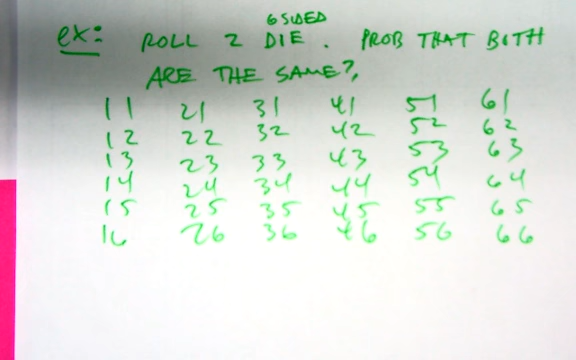 6 SIDED
ex: ROLL 2 DIE. PROB THAT BOTH
ARE THE SAME?
11 21 31 41 51 61
12 22 32 42 52 62
13 23 33 43 53 63
14 24 34 44 54 64
15 25 35 45 55 65
16 26 36 46 56 66